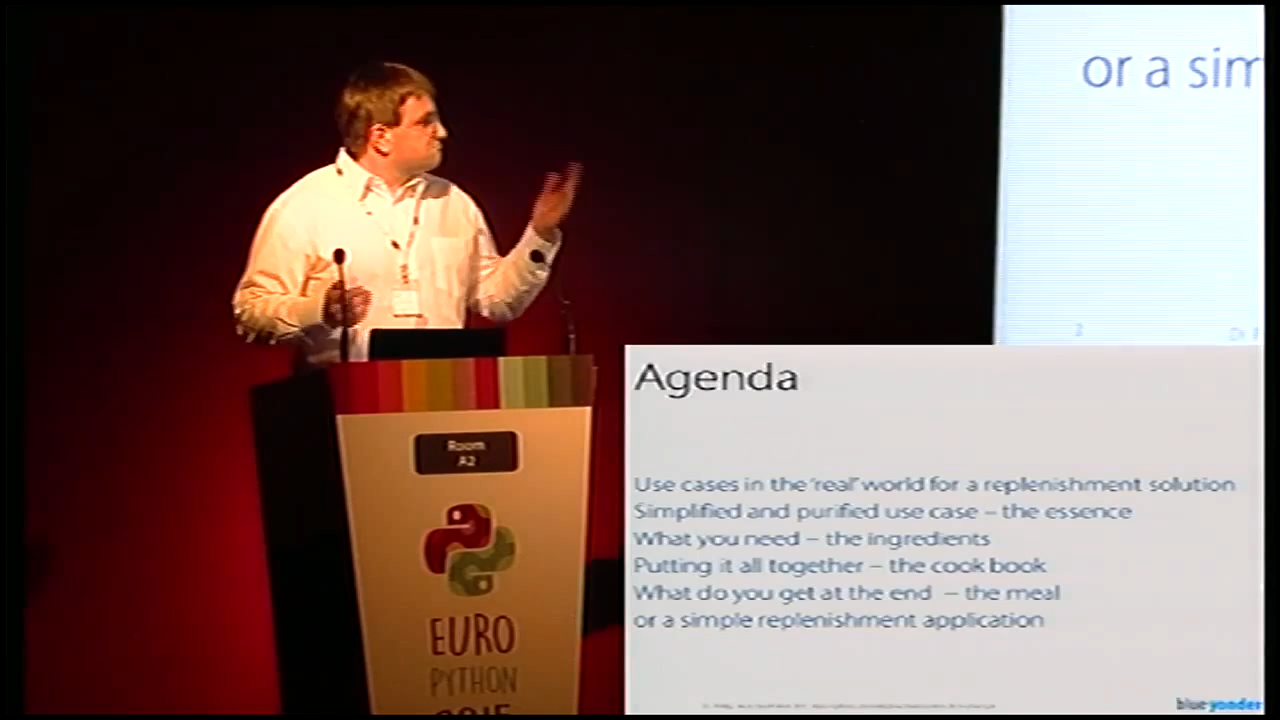 or a sim
2
Room
A2
EURO
PYTHON
Agenda
Use cases in the 'real' world for a replenishment solution
Simplified and purified use case – the essence
What you need – the ingredients
Putting it all together – the cook book
What do you get at the end – the meal
or a simple replenishment application
blueyonder